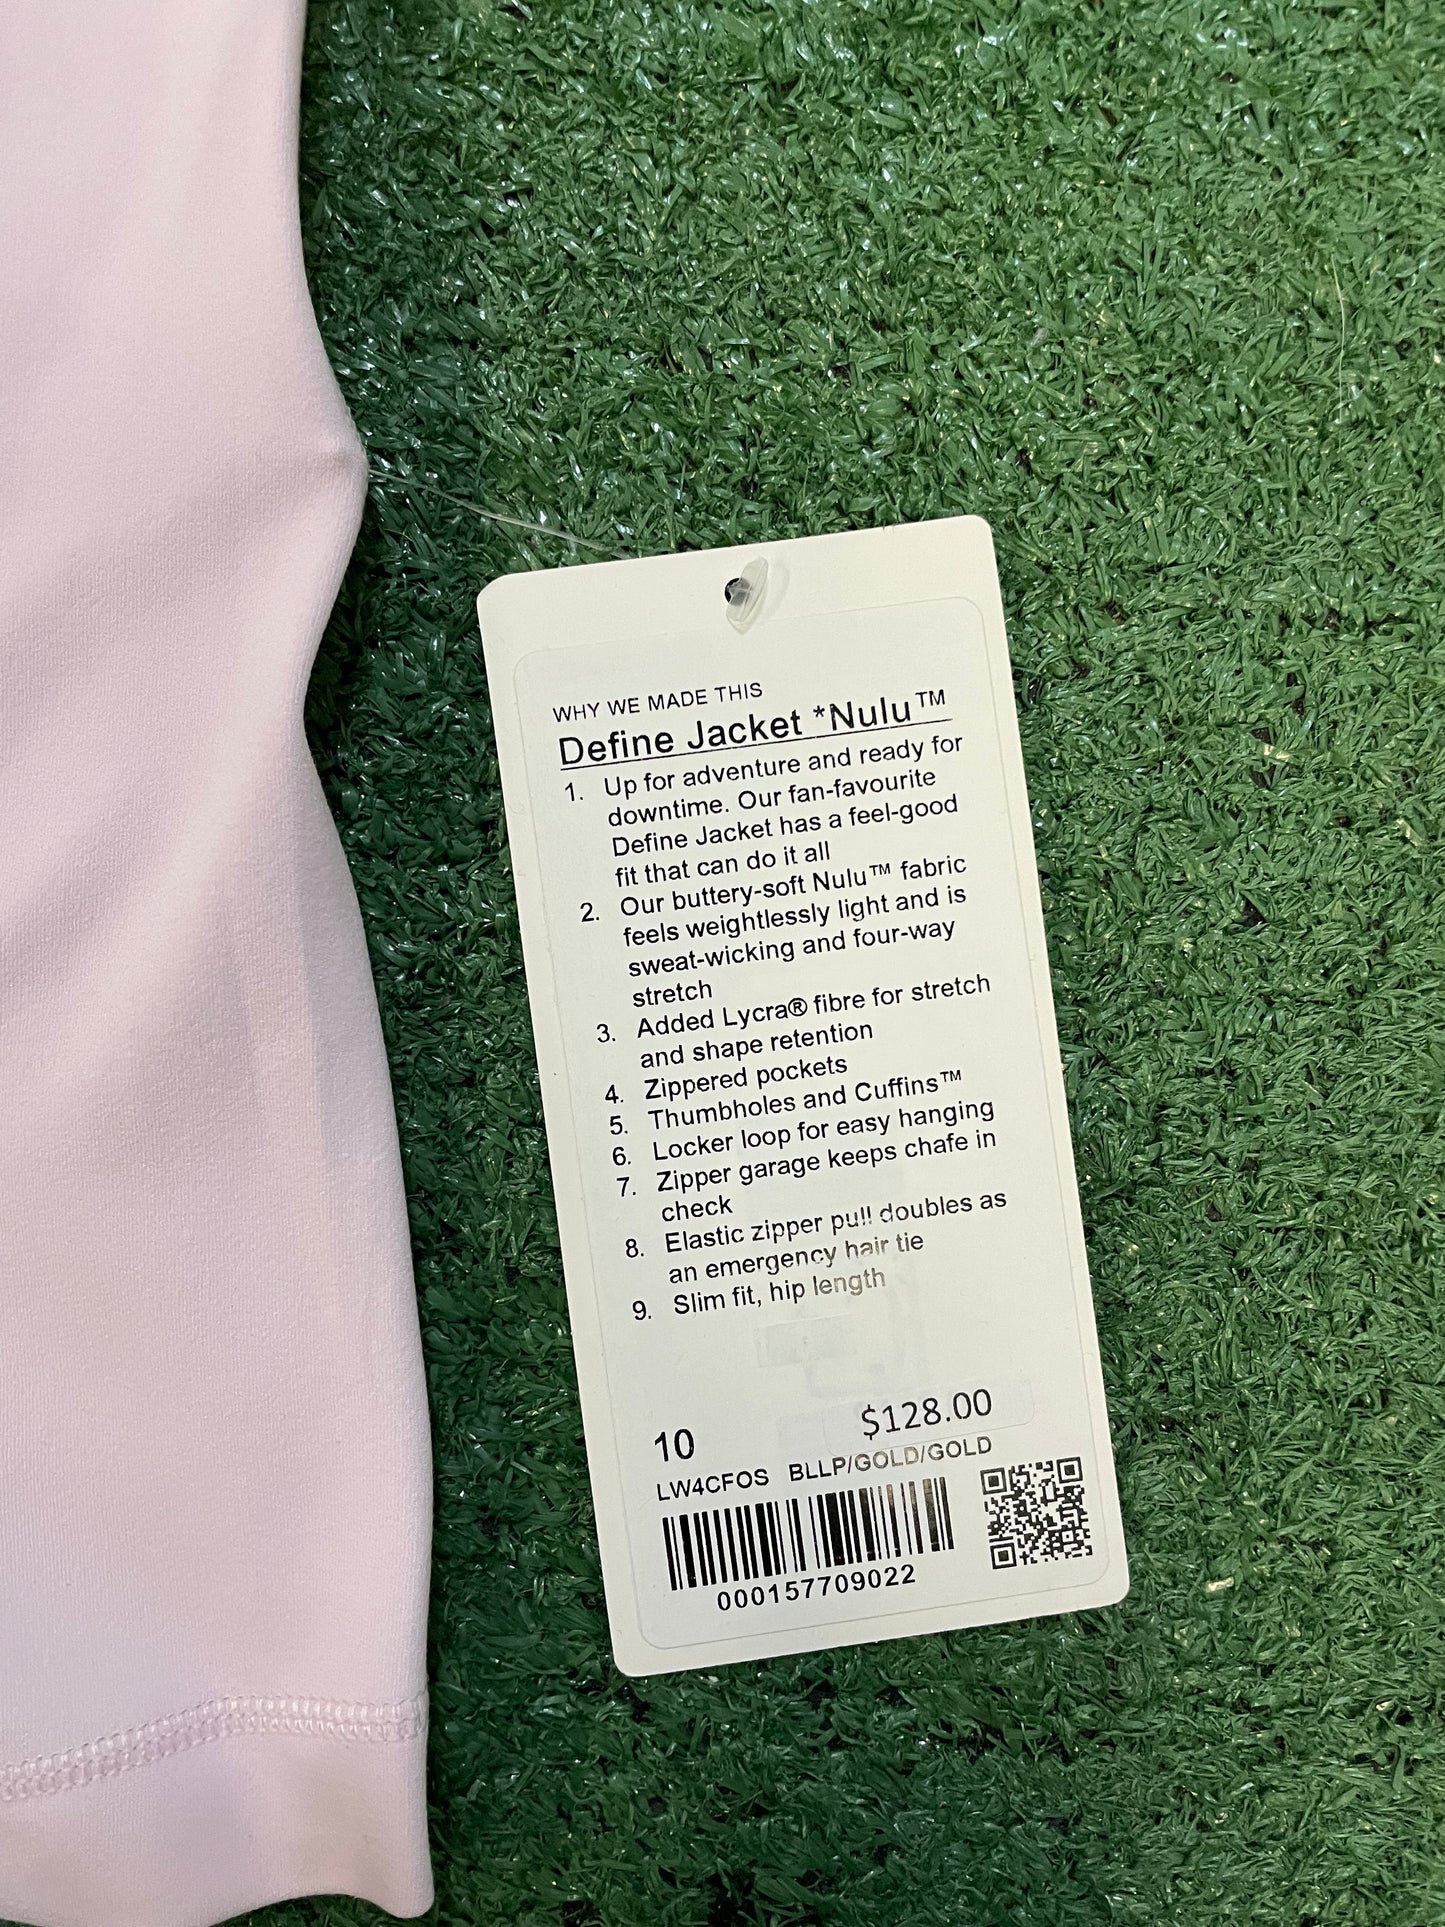 WHY WE MADE THIS
Define Jacket *Nulu™
1. Up for adventure and ready for
downtime. Our fan-favourite
Define Jacket has a feel-good
fit that can do it all
2. Our buttery-soft Nulu™ fabric
feels weightlessly light and is
sweat-wicking and four-way
stretch
3. Added Lycra® fibre for stretch
and shape retention
4. Zippered pockets
5. Thumbholes and Cuffins™
6. Locker loop for easy hanging
7. Zipper garage keeps chafe in
check
8. Elastic zipper pull doubles as
an emergency hair tie
9. Slim fit, hip length
10 $128.00
LW4CFOS BLLP/GOLD/GOLD
000157709022